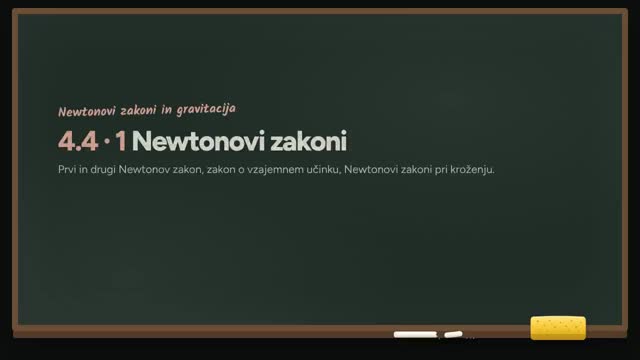 Newtonovi zakoni in gravitacija
4.4 · 1 Newtonovi zakoni
Prvi in drugi Newtonov zakon, zakon o vzajemnem učinku, Newtonovi zakoni pri kroženju.